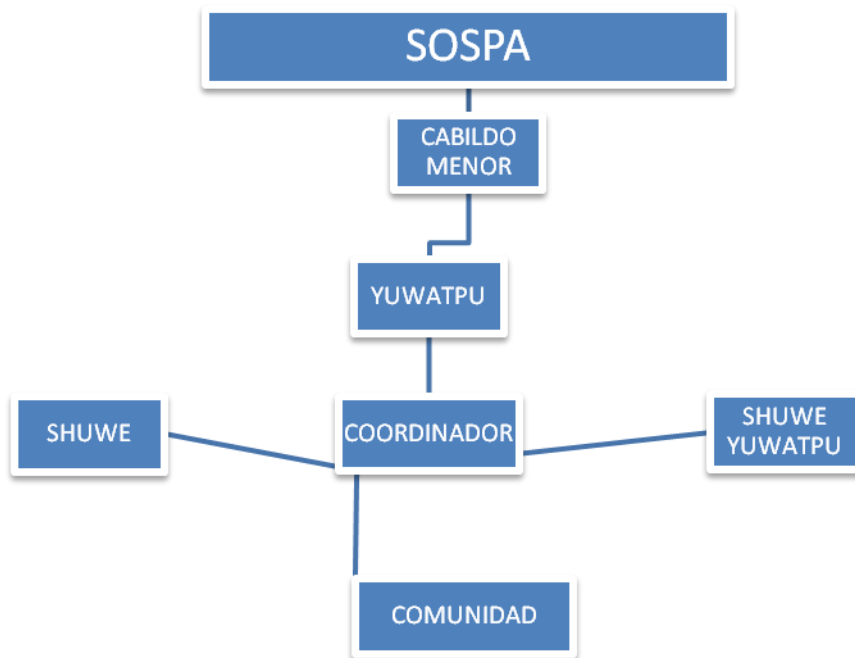 SOSPA
CABILDO
MENOR
YUWATPU
SHUWE
COORDINADOR
SHUWE
YUWATPU
COMUNIDAD